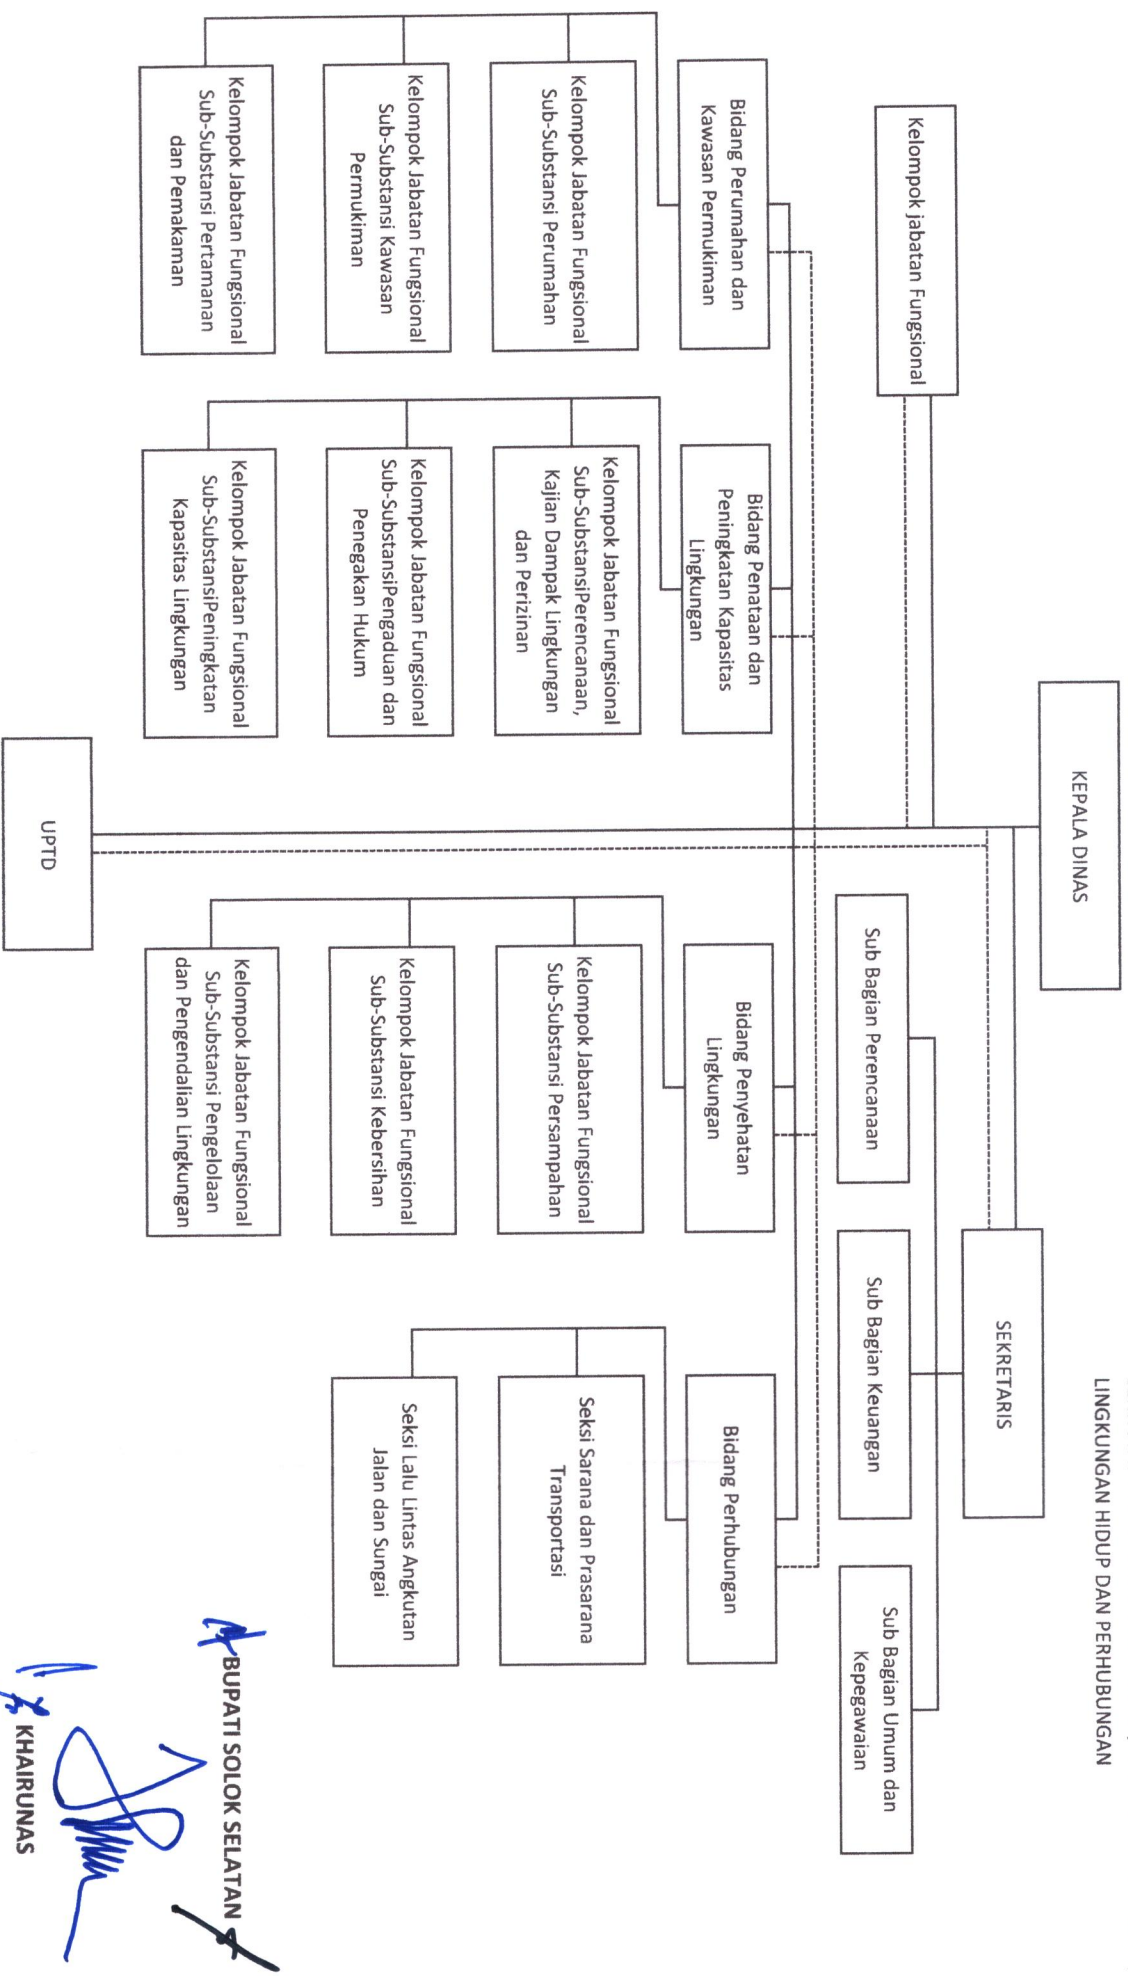 LINGKUNGAN HIDUP DAN PERHUBUNGAN
KEPALA DINAS
SEKRETARIS
Kelompok jabatan Fungsional
Sub Bagian Perencanaan
Sub Bagian Keuangan
Sub Bagian Umum dan
Kepegawaian
Bidang Perumahan dan
Kawasan Permukiman
Bidang Penataan dan
Peningkatan Kapasitas
Lingkungan
Bidang Penyehatan
Lingkungan
Bidang Perhubungan
Kelompok Jabatan Fungsional
Sub-Substansi Perumahan
Kelompok Jabatan Fungsional
Sub-SubstansiPerencanaan,
Kajian Dampak Lingkungan
dan Perizinan
Kelompok Jabatan Fungsional
Sub-Substansi Persampahan
Seksi Sarana dan Prasarana
Transportasi
Kelompok Jabatan Fungsional
Sub-Substansi Kawasan
Permukiman
Kelompok Jabatan Fungsional
Sub-SubstansiPengaduan dan
Penegakan Hukum
Kelompok Jabatan Fungsional
Sub-Substansi Kebersihan
Seksi Lalu Lintas Angkutan
Jalan dan Sungai
Kelompok Jabatan Fungsional
Sub-Substansi Pertamanan
dan Pemakaman
Kelompok Jabatan Fungsional
Sub-SubstansiPeningkatan
Kapasitas Lingkungan
Kelompok Jabatan Fungsional
Sub-Substansi Pengelolaan
dan Pengendalian Lingkungan
UPTD
BUPATI SOLOK SELATAN
KHAIRUNAS